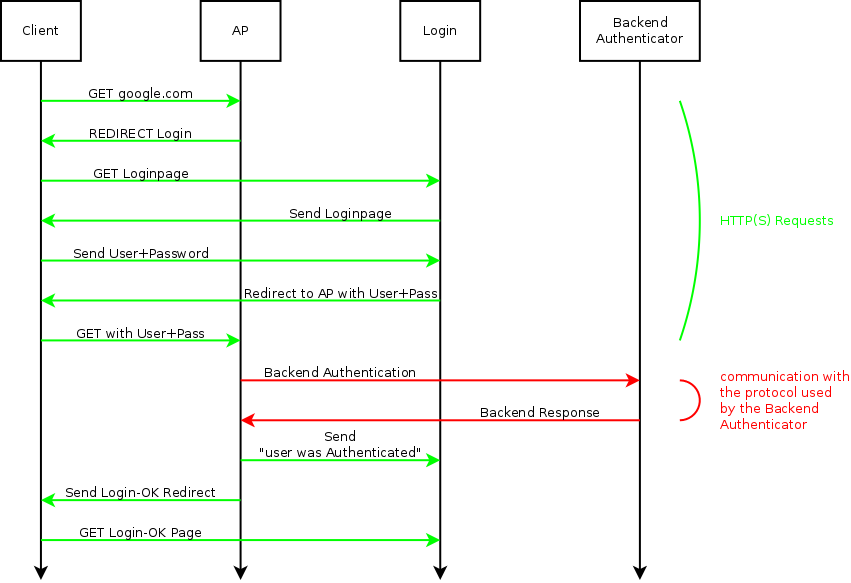 Client
AP
Login
Backend
Authenticator
GET google.com
REDIRECT Login
GET Loginpage
Send Loginpage
HTTP(S) Requests
Send User+Password
Redirect to AP with User+Pass
GET with User+Pass
Backend Authentication
communication with
the protocol used
by the Backend
Authenticator
Backend Response
Send
"user was Authenticated"
Send Login-OK Redirect
GET Login-OK Page